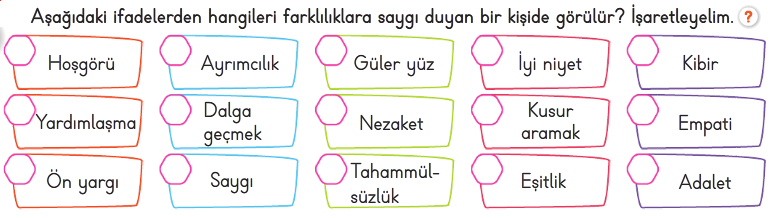 Aşağıdaki ifadelerden hangileri farklılıklara saygı duyan bir kişide görülür? İşaretleyelim. ?
Hoşgörü
Ayrımcılık
Güler yüz
İyi niyet
Kibir
Yardımlaşma
Dalga
geçmek
Nezaket
Kusur
aramak
Empati
Ön yargı
Saygı
Tahammül-
süzlük
Eşitlik
Adalet